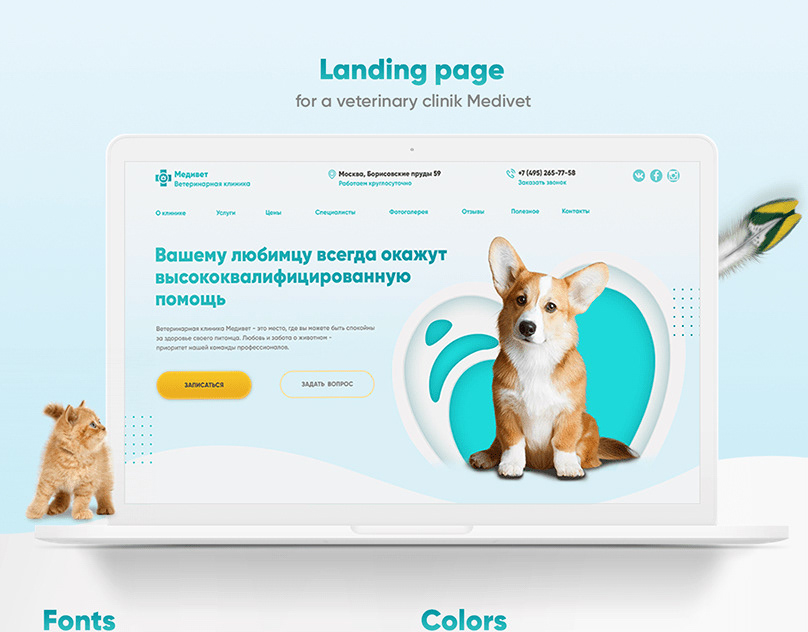 Landing page
for a veterinary clinik Medivet
Медивет
Ветеринарная клиника
Москва, Борисовские пруды 59
Работаем круглосуточно
+7 (495) 265-77-58
Заказать звонок
О клинике Услуги Цены Специалисты Фотогалерея Отзывы Полезное Контакты
Вашему любимцу всегда окажут
высококвалифицированную
помощь
Ветеринарная клиника Медивет - это место, где вы можете быть спокойны
за здоровье своего питомца. Любовь и забота о животном -
приоритет нашей команды профессионалов.
ЗАПИСАТЬСЯ ЗАДАТЬ ВОПРОС
Fonts Colors